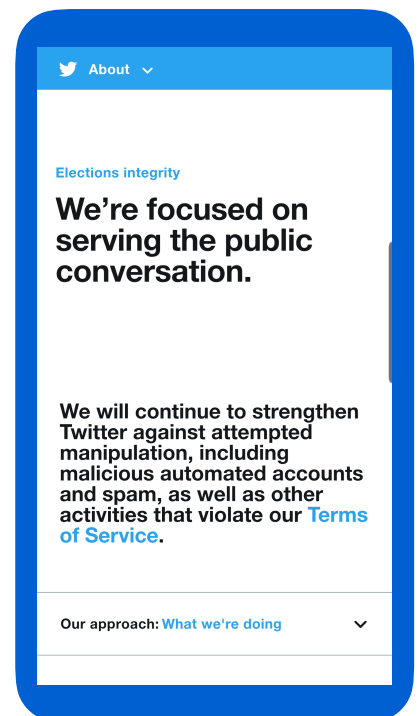 About
Elections integrity
We’re focused on
serving the public
conversation.
We will continue to strengthen
Twitter against attempted
manipulation, including
malicious automated accounts
and spam, as well as other
activities that violate our Terms
of Service.
Our approach: What we're doing